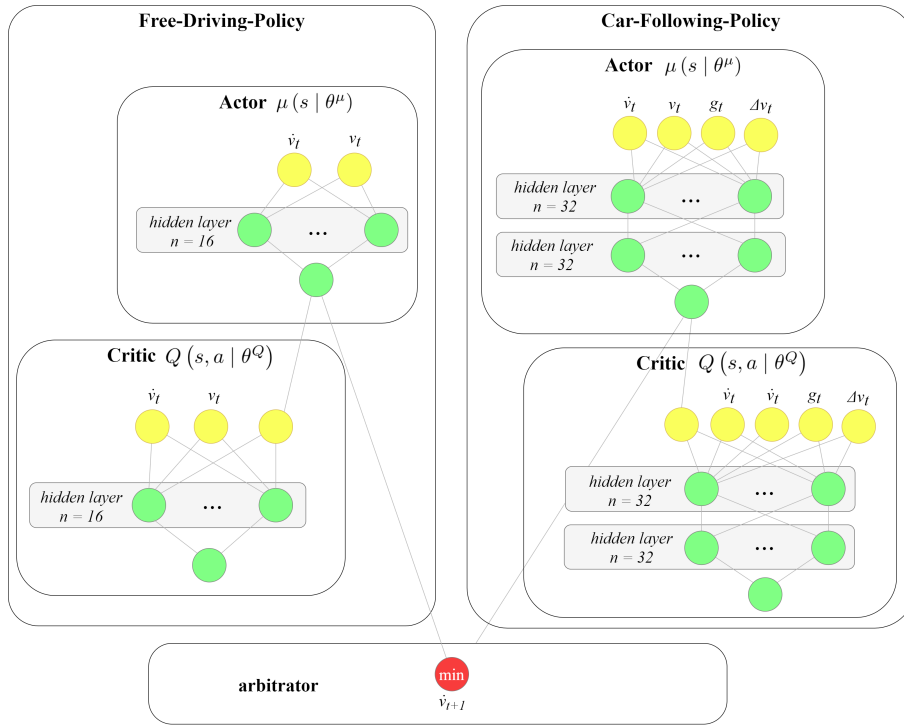 Free-Driving-Policy
Actor μ(s | θ^μ)
v̇_t v_t
hidden layer
n = 16
...
Critic Q(s, a | θ^Q)
v̇_t v_t
hidden layer
n = 16
...
Car-Following-Policy
Actor μ(s | θ^μ)
v̇_t v_t g_t Δv_t
hidden layer
n = 32
...
hidden layer
n = 32
...
Critic Q(s, a | θ^Q)
v̇_t v̇_t g_t Δv_t
hidden layer
n = 32
...
hidden layer
n = 32
...
arbitrator
min
v̇_{t+1}